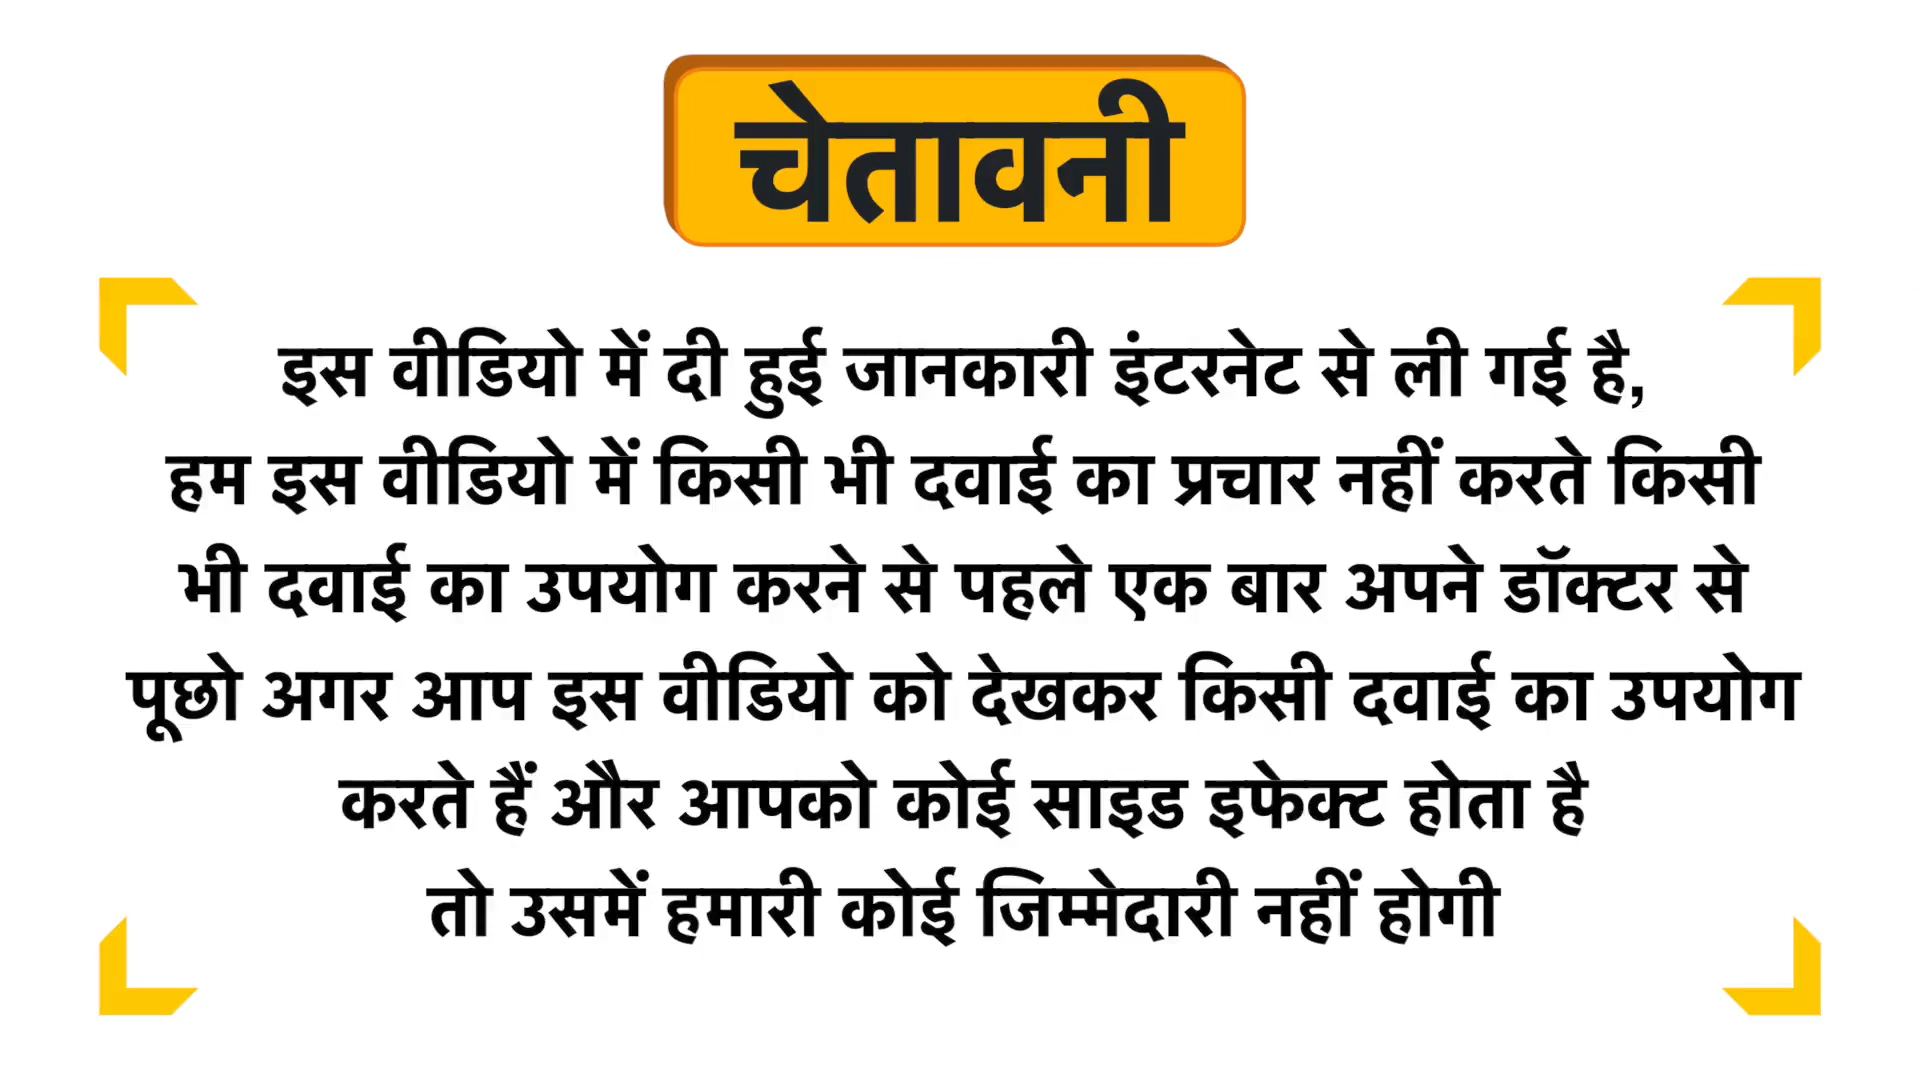 चेतावनी
इस वीडियो में दी हुई जानकारी इंटरनेट से ली गई है,
हम इस वीडियो में किसी भी दवाई का प्रचार नहीं करते किसी
भी दवाई का उपयोग करने से पहले एक बार अपने डॉक्टर से
पूछो अगर आप इस वीडियो को देखकर किसी दवाई का उपयोग
करते हैं और आपको कोई साइड इफेक्ट होता है
तो उसमें हमारी कोई जिम्मेदारी नहीं होगी